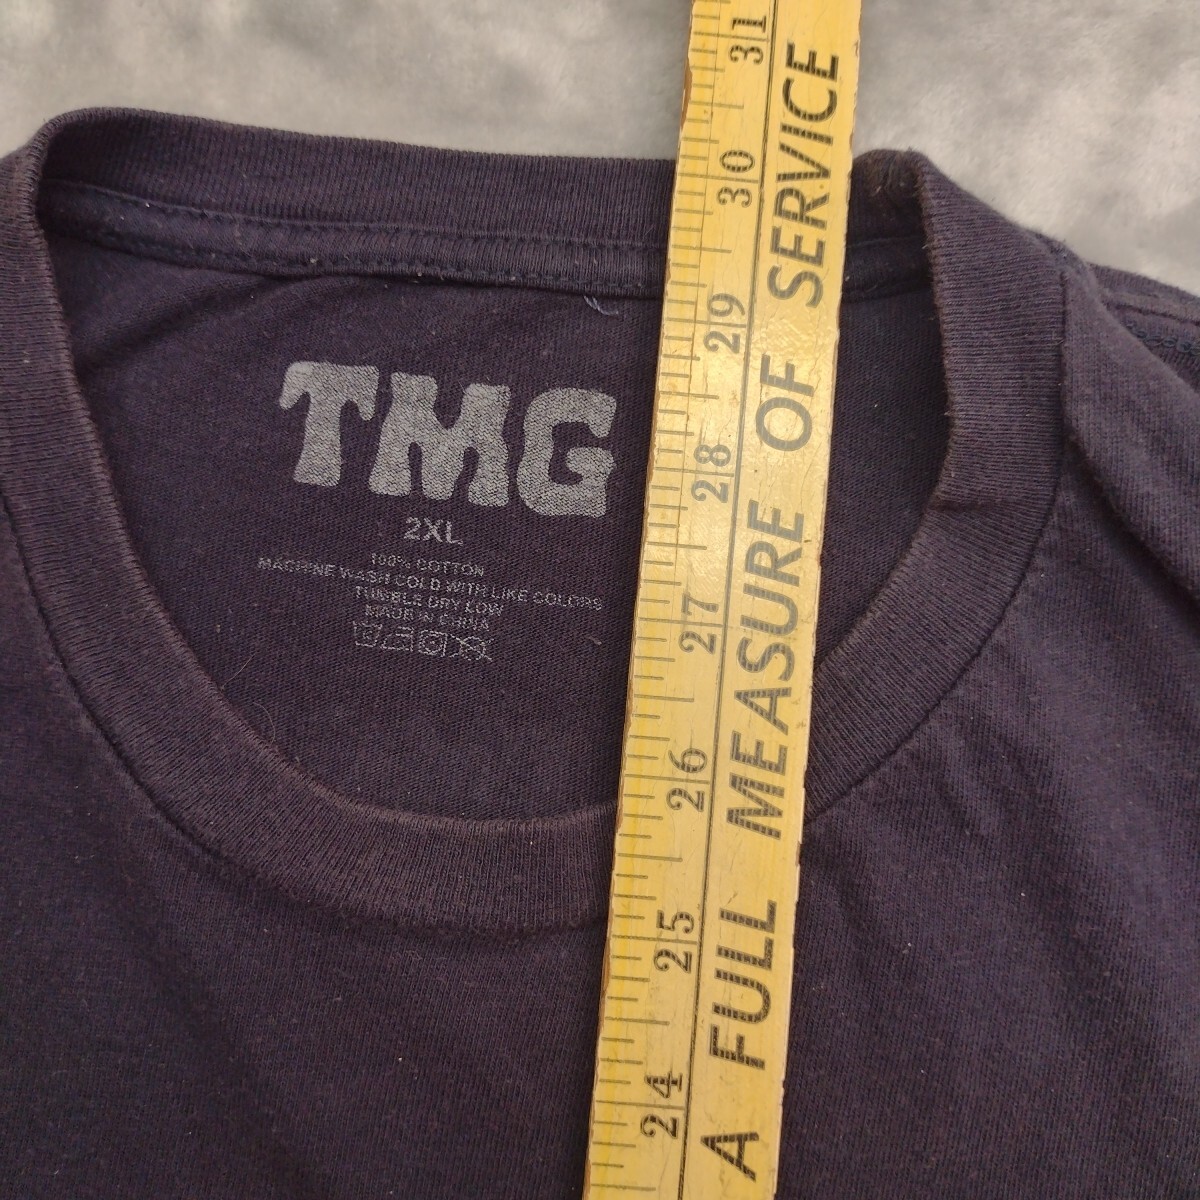 TMG
2XL
100% COTTON
MACHINE WASH COLD WITH LIKE COLORS
TUMBLE DRY LOW
MADE IN CHINA
A FULL MEASURE OF SERVICE
24
25
26
27
28
29
30
31